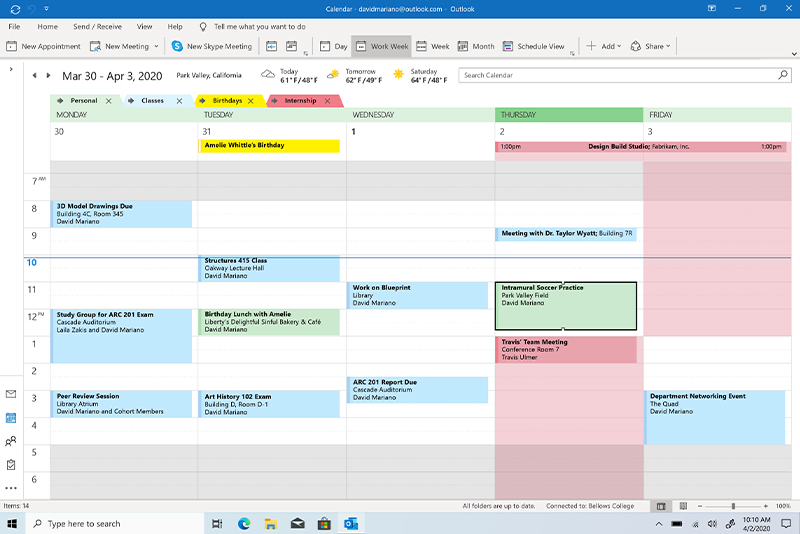 Calendar - davidmariano@outlook.com - Outlook
File Home Send / Receive View Help Tell me what you want to do
New Appointment New Meeting New Skype Meeting Day Work Week Week Month Schedule View Add Share
Mar 30 - Apr 3, 2020 Park Valley, California
Today
61°F/48°F
Tomorrow
62°F/49°F
Saturday
64°F/48°F
Search Calendar
Personal Classes Birthdays Internship
MONDAY TUESDAY WEDNESDAY THURSDAY FRIDAY
30 31 1 2 3
Amelie Whittle's Birthday
1:00pm Design Build Studio; Fabrikam, Inc. 1:00pm
7 AM
8
3D Model Drawings Due
Building 4C, Room 345
David Mariano
9
Meeting with Dr. Taylor Wyatt; Building 7R
10
Structures 415 Class
Oakway Lecture Hall
David Mariano
11
Work on Blueprint
Library
David Mariano
Intramural Soccer Practice
Park Valley Field
David Mariano
12 PM
Study Group for ARC 201 Exam
Cascade Auditorium
Laila Zakis and David Mariano
Birthday Lunch with Amelie
Liberty's Delightful Sinful Bakery & Café
David Mariano
1
Travis' Team Meeting
Conference Room 7
Travis Ulmer
2
ARC 201 Report Due
Cascade Auditorium
David Mariano
3
Peer Review Session
Library Atrium
David Mariano and Cohort Members
Art History 102 Exam
Building D, Room D-1
David Mariano
Department Networking Event
The Quad
David Mariano
4
5
6
Items: 14 All folders are up to date. Connected to: Bellows College 100%
Type here to search
10:10 AM
4/2/2020